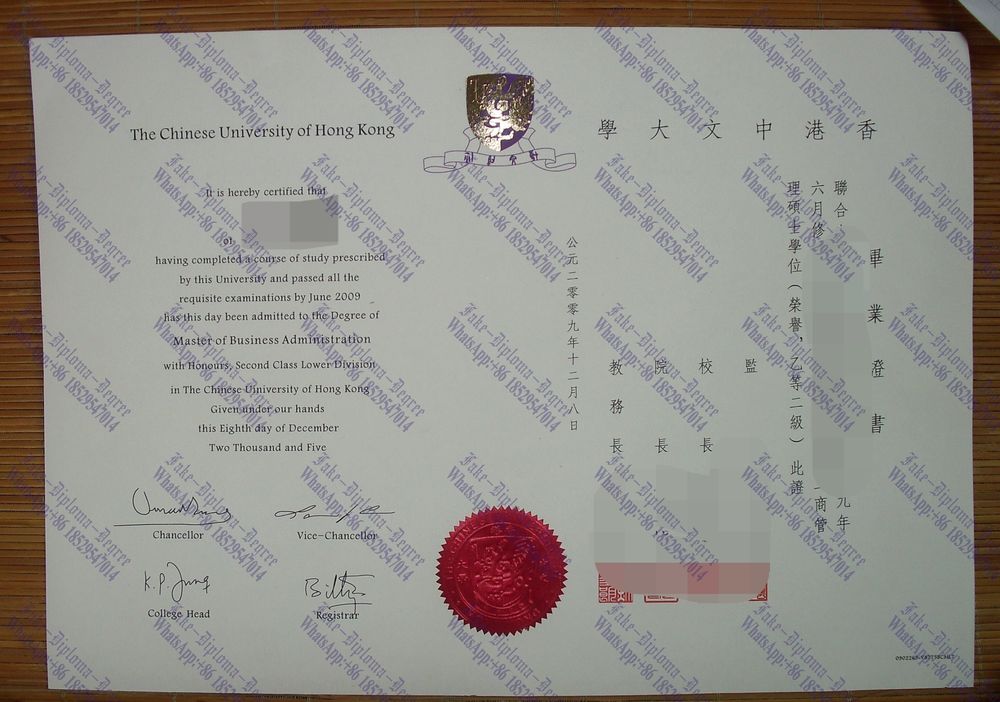 The Chinese University of Hong Kong
It is hereby certified that
of
having completed a course of study prescribed
by this University and passed all the
requisite examinations by June 2009
has this day been admitted to the Degree of
Master of Business Administration
with Honours, Second Class Lower Division
in The Chinese University of Hong Kong
Given under our hands
this Eighth day of December
Two Thousand and Five
Chancellor
Vice-Chancellor
K.P. Jung
College Head
Registrar
學大文中港香
畢業證書
聯合
元年
六月修
商管
理碩士學位（榮譽，乙等二級）此證
監
校長
院長
教務長
公元二零零九年十二月八日
Fake-Diploma-Degree
WhatsApp:+86 18529547014